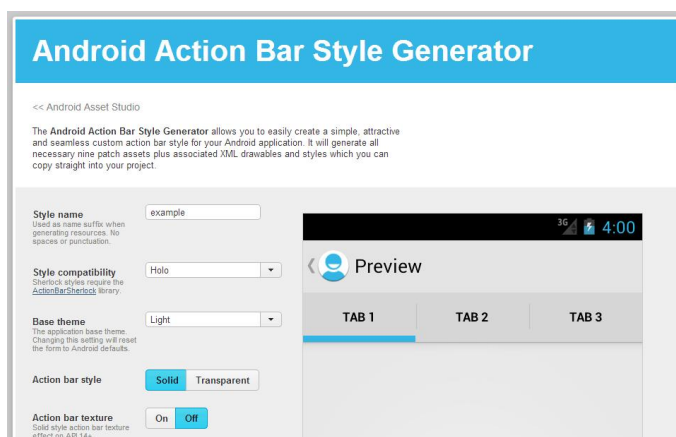 Android Action Bar Style Generator
<< Android Asset Studio
The Android Action Bar Style Generator allows you to easily create a simple, attractive
and seamless custom action bar style for your Android application. It will generate all
necessary nine patch assets plus associated XML drawables and styles which you can
copy straight into your project.
Style name
example
Used as name suffix when
generating resources. No
spaces or punctuation.
3G 4:00
Preview
Style compatibility
Holo
Sherlock styles require the
ActionBarSherlock library.
TAB 1 TAB 2 TAB 3
Base theme
Light
The application base theme.
Changing this setting will reset
the form to Android defaults.
Action bar style
Solid Transparent
Action bar texture
On Off
Solid style action bar texture
effect on API 14+